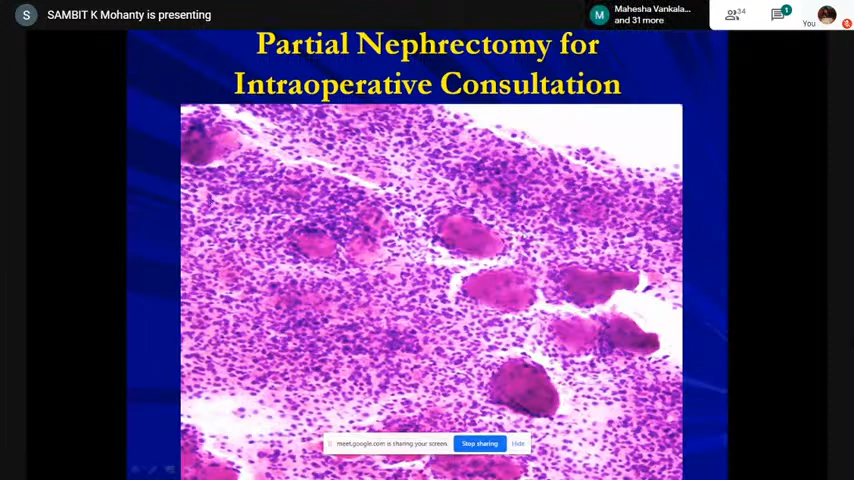 S
SAMBIT K Mohanty is presenting
M
Mahesha Vankala...
and 31 more
34
1
You
Partial Nephrectomy for
Intraoperative Consultation
meet.google.com is sharing your screen.
Stop sharing
Hide